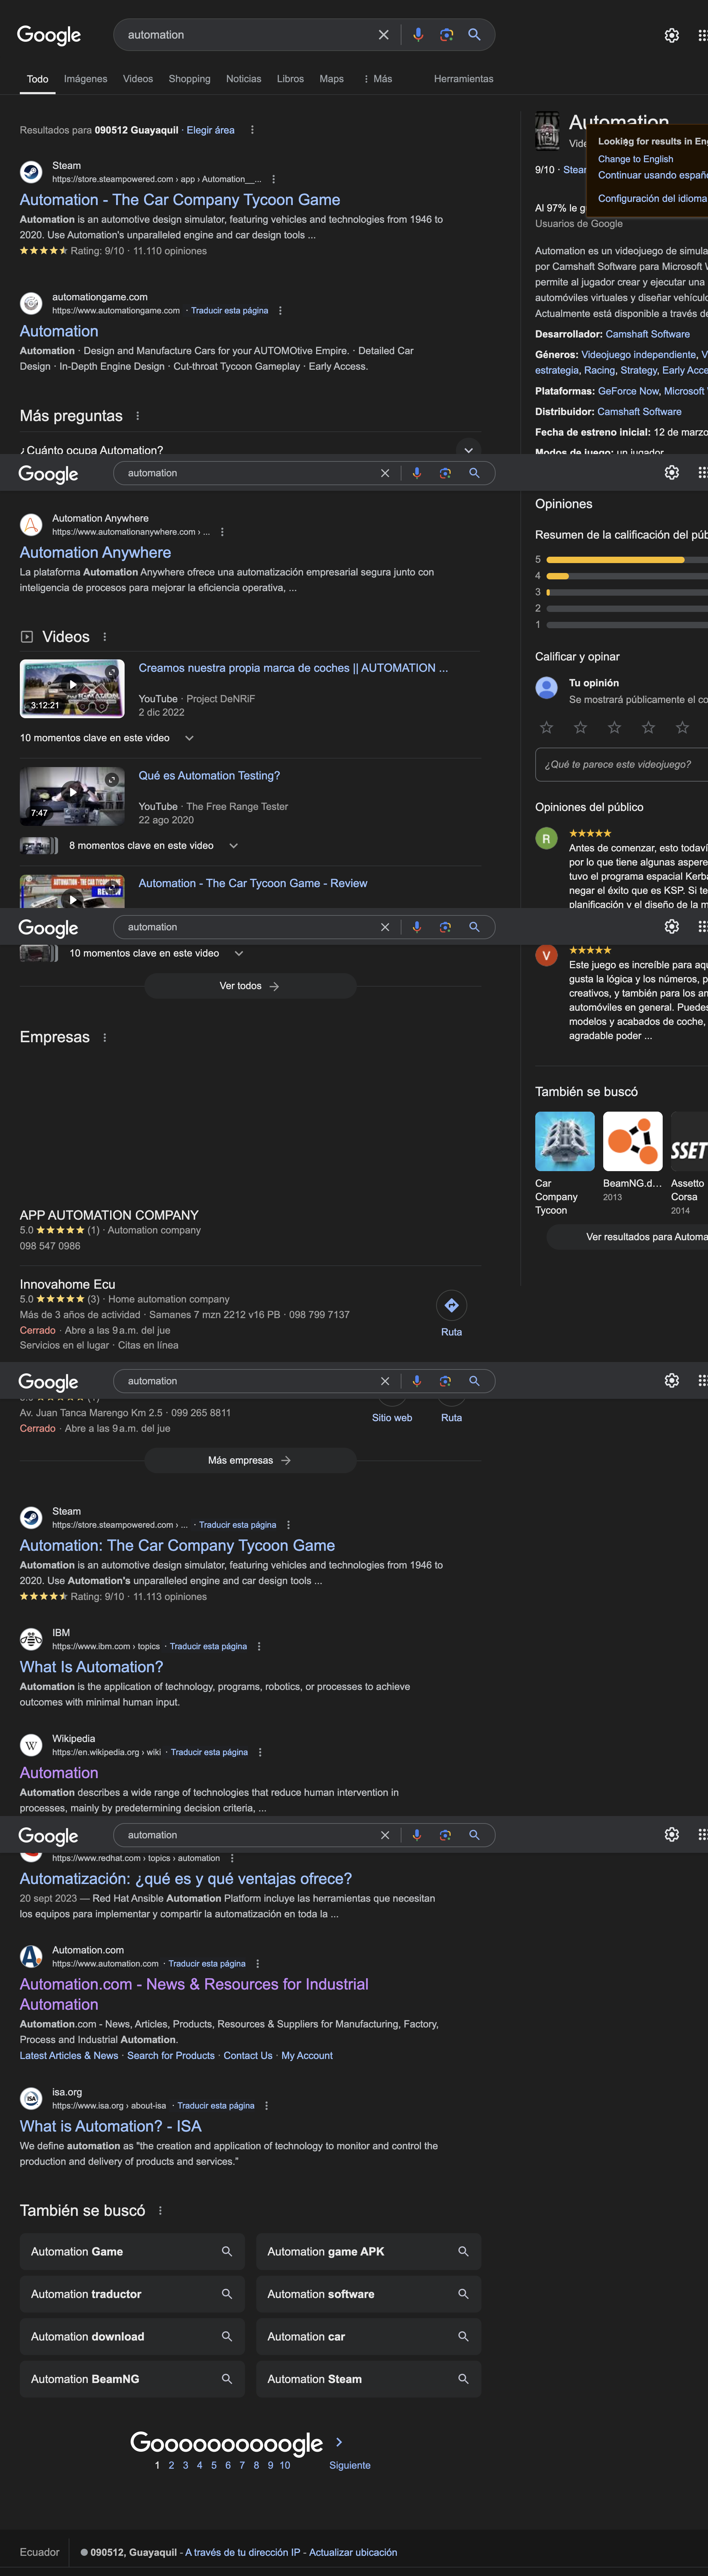 Google
automation
Todo Imágenes Videos Shopping Noticias Libros Maps Más Herramientas
Resultados para 090512 Guayaquil · Elegir área
Steam
https://store.steampowered.com › app › Automation__...
Automation - The Car Company Tycoon Game
Automation is an automotive design simulator, featuring vehicles and technologies from 1946 to
2020. Use Automation's unparalleled engine and car design tools ...
Rating: 9/10 · 11.110 opiniones
automationgame.com
https://www.automationgame.com · Traducir esta página
Automation
Automation · Design and Manufacture Cars for your AUTOMOtive Empire. · Detailed Car
Design · In-Depth Engine Design · Cut-throat Tycoon Gameplay · Early Access.
Más preguntas
¿Cuánto ocupa Automation?
Automation
Looking for results in
Change to English
Continuar usando
Configuración del idioma
9/10
Al 97% le
Usuarios de Google
Automation es un videojuego de
por Camshaft Software para Microsoft
permite al jugador crear y ejecutar una
automóviles virtuales y diseñar
Actualmente está disponible a través
Desarrollador: Camshaft Software
Géneros: Videojuego independiente,
estrategia, Racing, Strategy, Early
Plataformas: GeForce Now, Microsoft
Distribuidor: Camshaft Software
Fecha de estreno inicial: 12 de
Modos de juego: un jugador
Google
automation
Automation Anywhere
https://www.automationanywhere.com › ...
Automation Anywhere
La plataforma Automation Anywhere ofrece una automatización empresarial segura junto con
inteligencia de procesos para mejorar la eficiencia operativa, ...
Videos
3:12:21
Creamos nuestra propia marca de coches || AUTOMATION ...
YouTube · Project DeNRiF
2 dic 2022
10 momentos clave en este video
7:47
Qué es Automation Testing?
YouTube · The Free Range Tester
22 ago 2020
8 momentos clave en este video
Automation - The Car Tycoon Game - Review
Opiniones
Resumen de la calificación del
5
4
3
2
1
Calificar y opinar
Tu opinión
Se mostrará públicamente el
¿Qué te parece este videojuego?
Opiniones del público
R
Antes de comenzar, esto
por lo que tiene algunas
tuvo el programa espacial
negar el éxito que es KSP. Si
planificación y el diseño de la
Google
automation
10 momentos clave en este video
Ver todos
Empresas
APP AUTOMATION COMPANY
5.0 (1) · Automation company
098 547 0986
Innovahome Ecu
5.0 (3) · Home automation company
Más de 3 años de actividad · Samanes 7 mzn 2212 v16 PB · 098 799 7137
Cerrado · Abre a las 9 a.m. del jue
Servicios en el lugar · Citas en línea
Ruta
V
Este juego es increíble para
gusta la lógica y los números,
creativos, y también para los
automóviles en general. Puedes
modelos y acabados de coche,
agradable poder ...
También se buscó
Car
Company
Tycoon
BeamNG.d...
2013
Assetto
Corsa
2014
Ver resultados para
Google
automation
Av. Juan Tanca Marengo Km 2.5 · 099 265 8811
Cerrado · Abre a las 9 a.m. del jue
Sitio web Ruta
Más empresas
Steam
https://store.steampowered.com › ... · Traducir esta página
Automation: The Car Company Tycoon Game
Automation is an automotive design simulator, featuring vehicles and technologies from 1946 to
2020. Use Automation's unparalleled engine and car design tools ...
Rating: 9/10 · 11.113 opiniones
IBM
https://www.ibm.com › topics · Traducir esta página
What Is Automation?
Automation is the application of technology, programs, robotics, or processes to achieve
outcomes with minimal human input.
Wikipedia
https://en.wikipedia.org › wiki · Traducir esta página
Automation
Automation describes a wide range of technologies that reduce human intervention in
processes, mainly by predetermining decision criteria, ...
Google
automation
https://www.redhat.com › topics › automation
Automatización: ¿qué es y qué ventajas ofrece?
20 sept 2023 — Red Hat Ansible Automation Platform incluye las herramientas que necesitan
los equipos para implementar y compartir la automatización en toda la ...
Automation.com
https://www.automation.com · Traducir esta página
Automation.com - News & Resources for Industrial
Automation
Automation.com - News, Articles, Products, Resources & Suppliers for Manufacturing, Factory,
Process and Industrial Automation.
Latest Articles & News · Search for Products · Contact Us · My Account
isa.org
https://www.isa.org › about-isa · Traducir esta página
What is Automation? - ISA
We define automation as "the creation and application of technology to monitor and control the
production and delivery of products and services."
También se buscó
Automation Game
Automation game APK
Automation traductor
Automation software
Automation download
Automation car
Automation BeamNG
Automation Steam
Goooooooooogle
1 2 3 4 5 6 7 8 9 10 Siguiente
Ecuador 090512, Guayaquil - A través de tu dirección IP - Actualizar ubicación